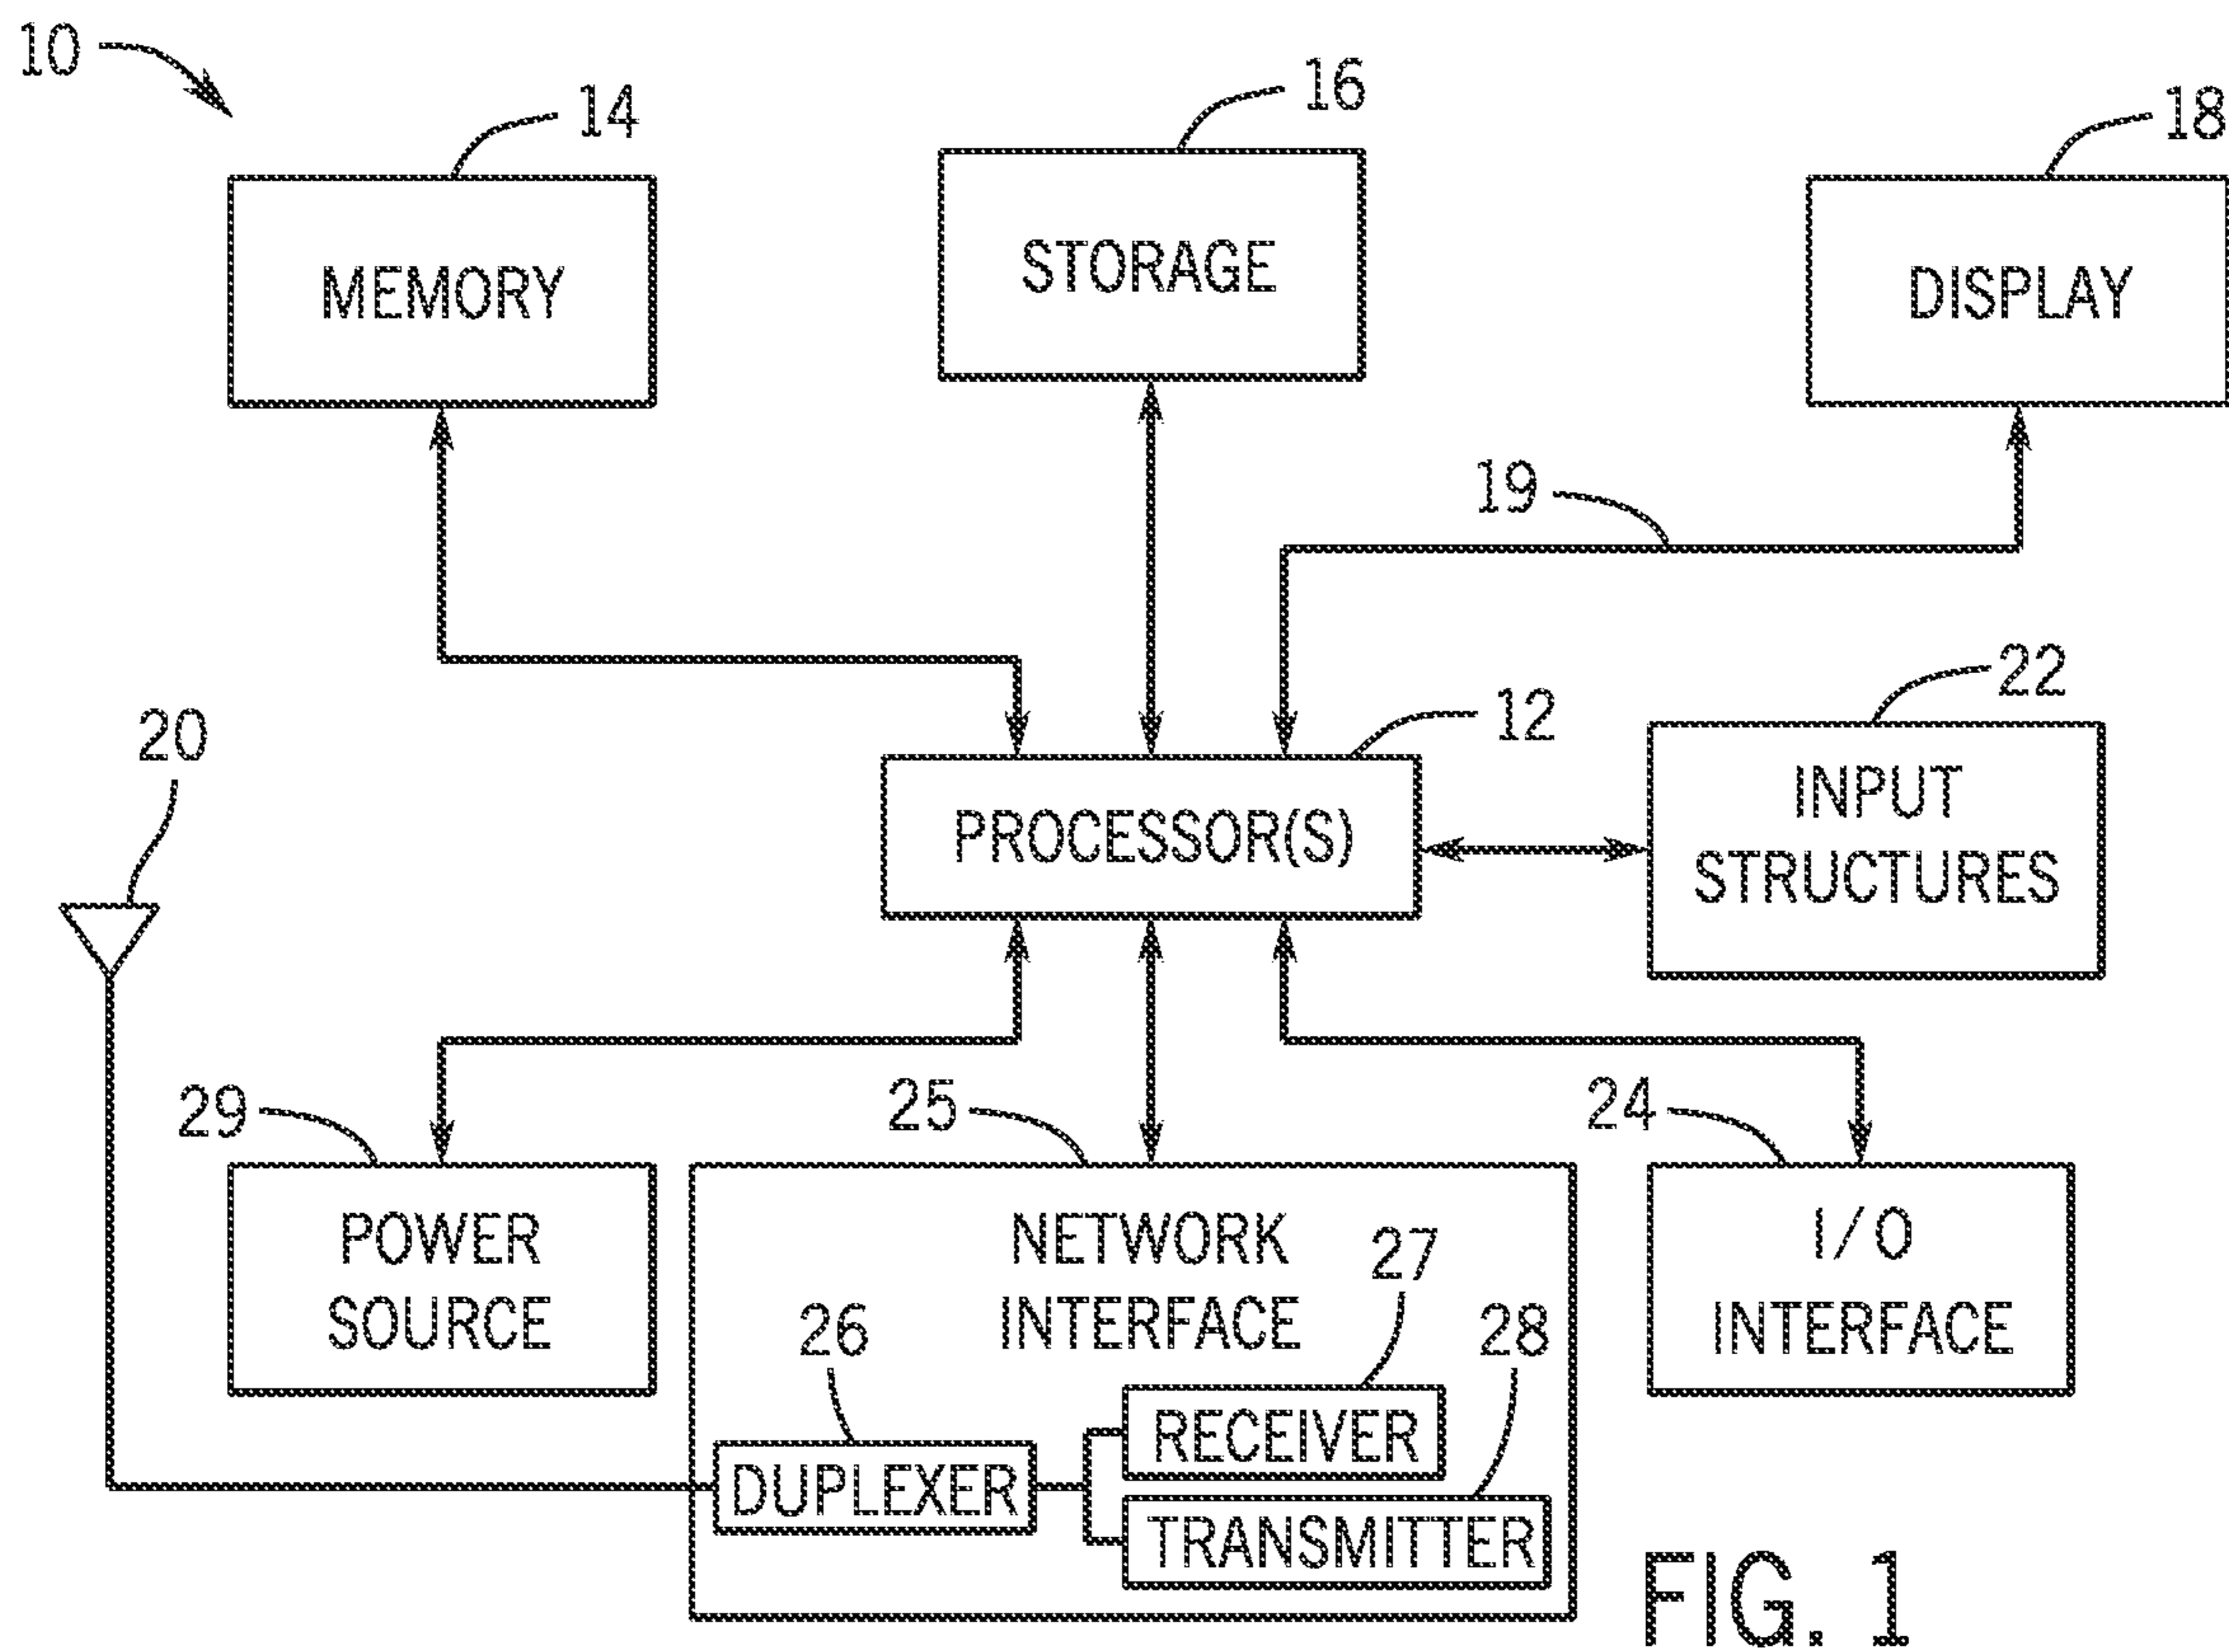 10
14
16
18
MEMORY
STORAGE
DISPLAY
19
20
12
22
PROCESSOR(S)
INPUT
STRUCTURES
29
25
24
POWER
SOURCE
NETWORK
INTERFACE
27
I/O
INTERFACE
26
28
RECEIVER
DUPLEXER
TRANSMITTER
FIG. 1